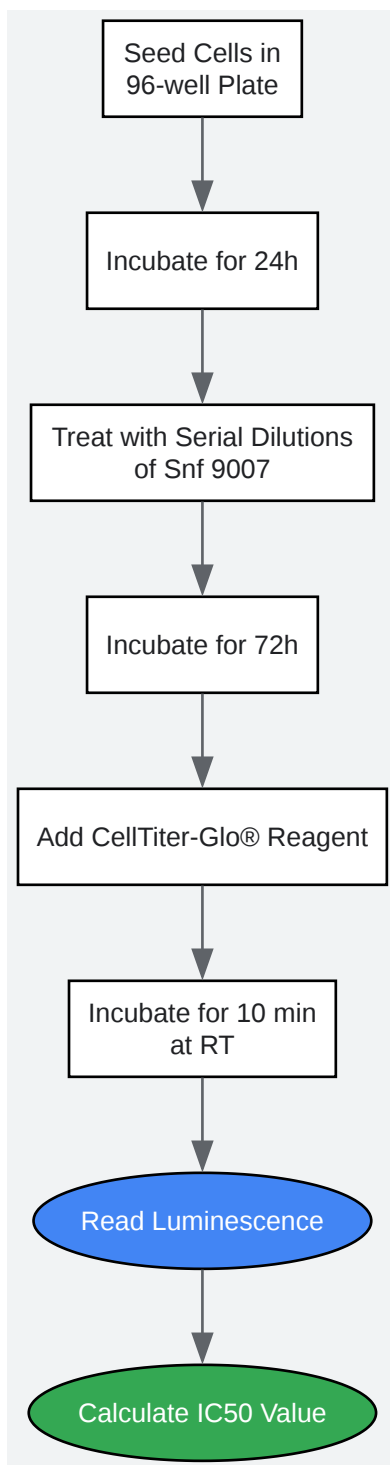 Seed Cells in
96-well Plate
Incubate for 24h
Treat with Serial Dilutions
of Snf 9007
Incubate for 72h
Add CellTiter-Glo® Reagent
Incubate for 10 min
at RT
Read Luminescence
Calculate IC50 Value